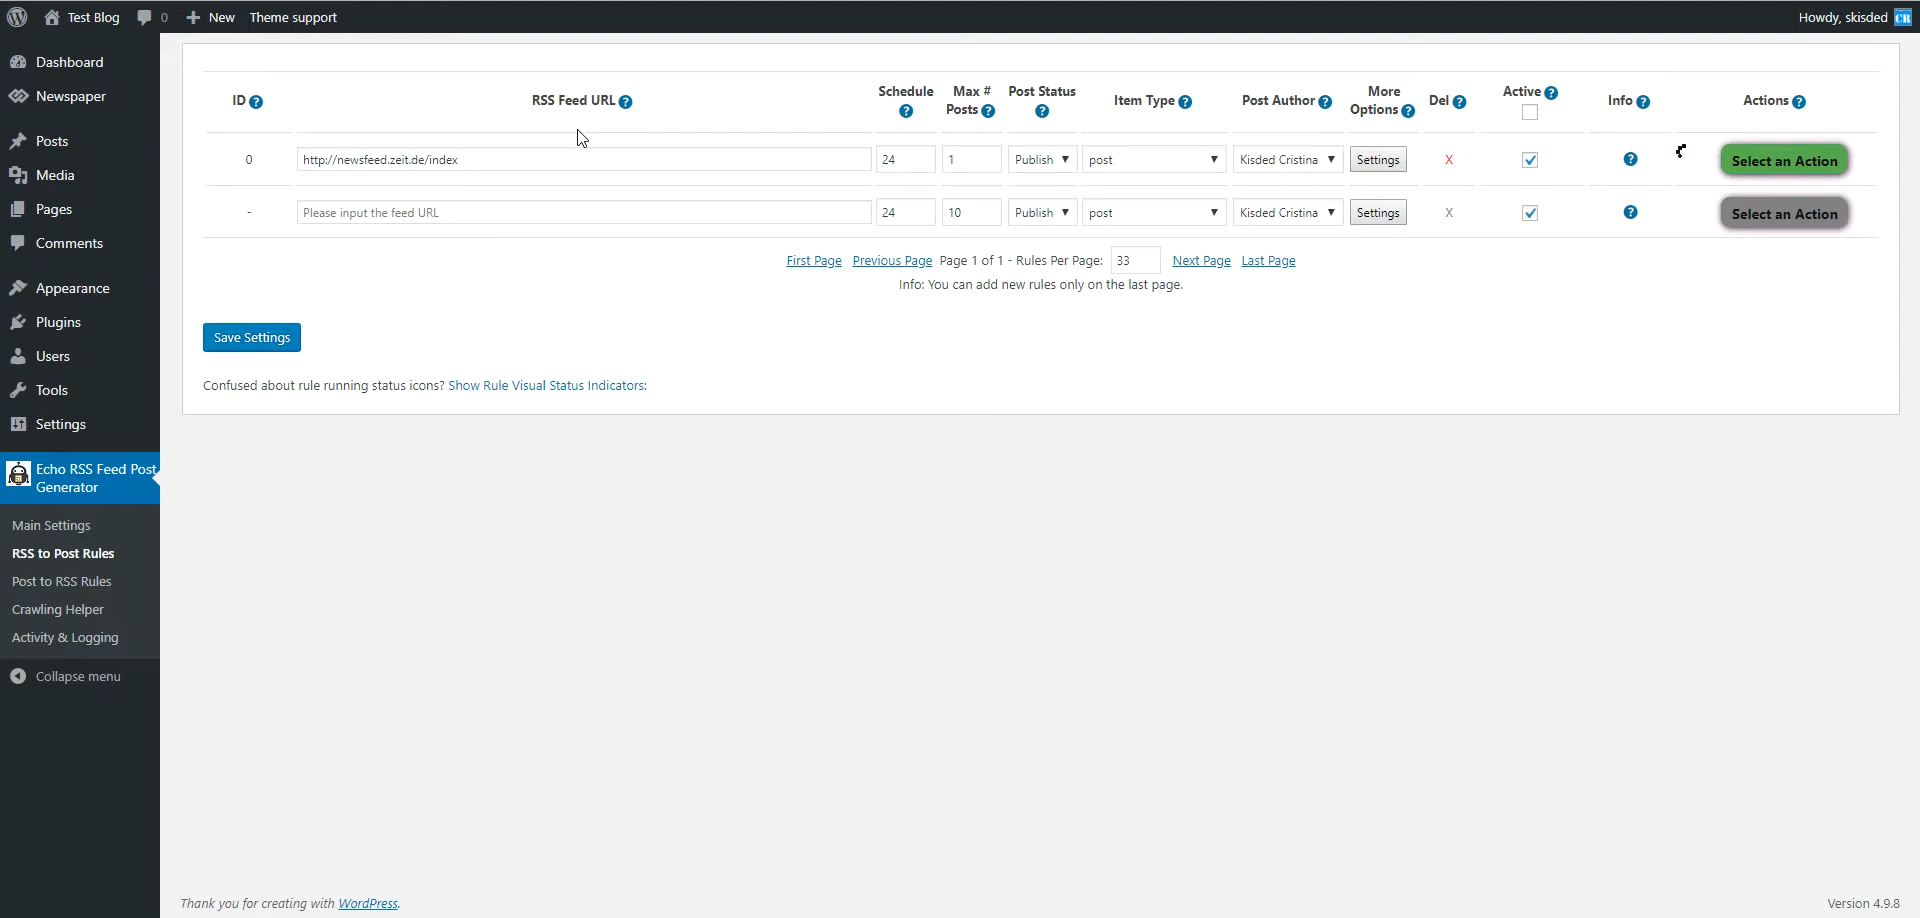 Test Blog 0 New Theme support Howdy, skisded CR
Dashboard
Newspaper
Posts
Media
Pages
Comments
Appearance
Plugins
Users
Tools
Settings
Echo RSS Feed Post
Generator
Main Settings
RSS to Post Rules
Post to RSS Rules
Crawling Helper
Activity & Logging
Collapse menu
ID ? RSS Feed URL ? Schedule ? Max # Posts ? Post Status ? Item Type ? Post Author ? More Options ? Del ? Active ? Info ? Actions ?
0 http://newsfeed.zeit.de/index 24 1 Publish post Kisded Cristina Settings X ? Select an Action
- Please input the feed URL 24 10 Publish post Kisded Cristina Settings X ? Select an Action
First Page Previous Page Page 1 of 1 - Rules Per Page: 33 Next Page Last Page
Info: You can add new rules only on the last page.
Save Settings
Confused about rule running status icons? Show Rule Visual Status Indicators:
Thank you for creating with WordPress. Version 4.9.8